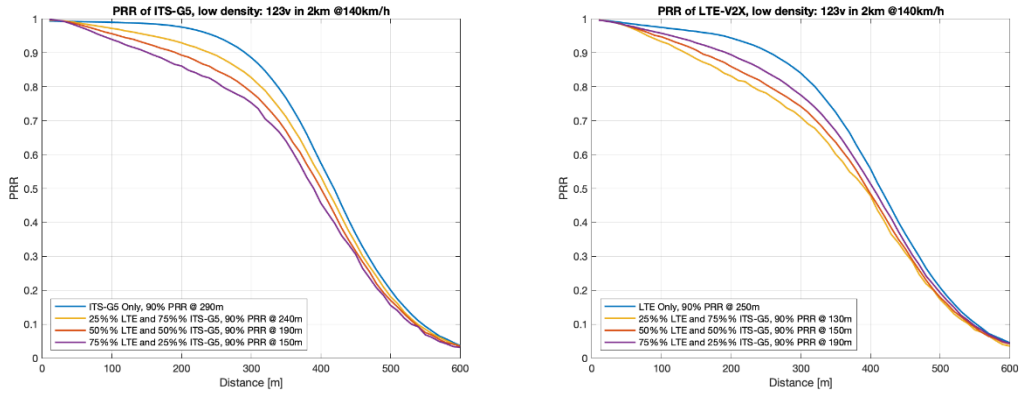 PRR of ITS-G5, low density: 123v in 2km @140km/h
1
0.9
0.8
0.7
0.6
0.5
0.4
0.3
0.2
0.1
0
PRR
ITS-G5 Only, 90% PRR @ 290m
25%% LTE and 75%% ITS-G5, 90% PRR @ 240m
50%% LTE and 50%% ITS-G5, 90% PRR @ 190m
75%% LTE and 25%% ITS-G5, 90% PRR @ 150m
0 100 200 300 400 500 600
Distance [m]
PRR of LTE-V2X, low density: 123v in 2km @140km/h
1
0.9
0.8
0.7
0.6
0.5
0.4
0.3
0.2
0.1
0
PRR
LTE Only, 90% PRR @ 250m
25%% LTE and 75%% ITS-G5, 90% PRR @ 130m
50%% LTE and 50%% ITS-G5, 90% PRR @ 150m
75%% LTE and 25%% ITS-G5, 90% PRR @ 190m
0 100 200 300 400 500 600
Distance [m]